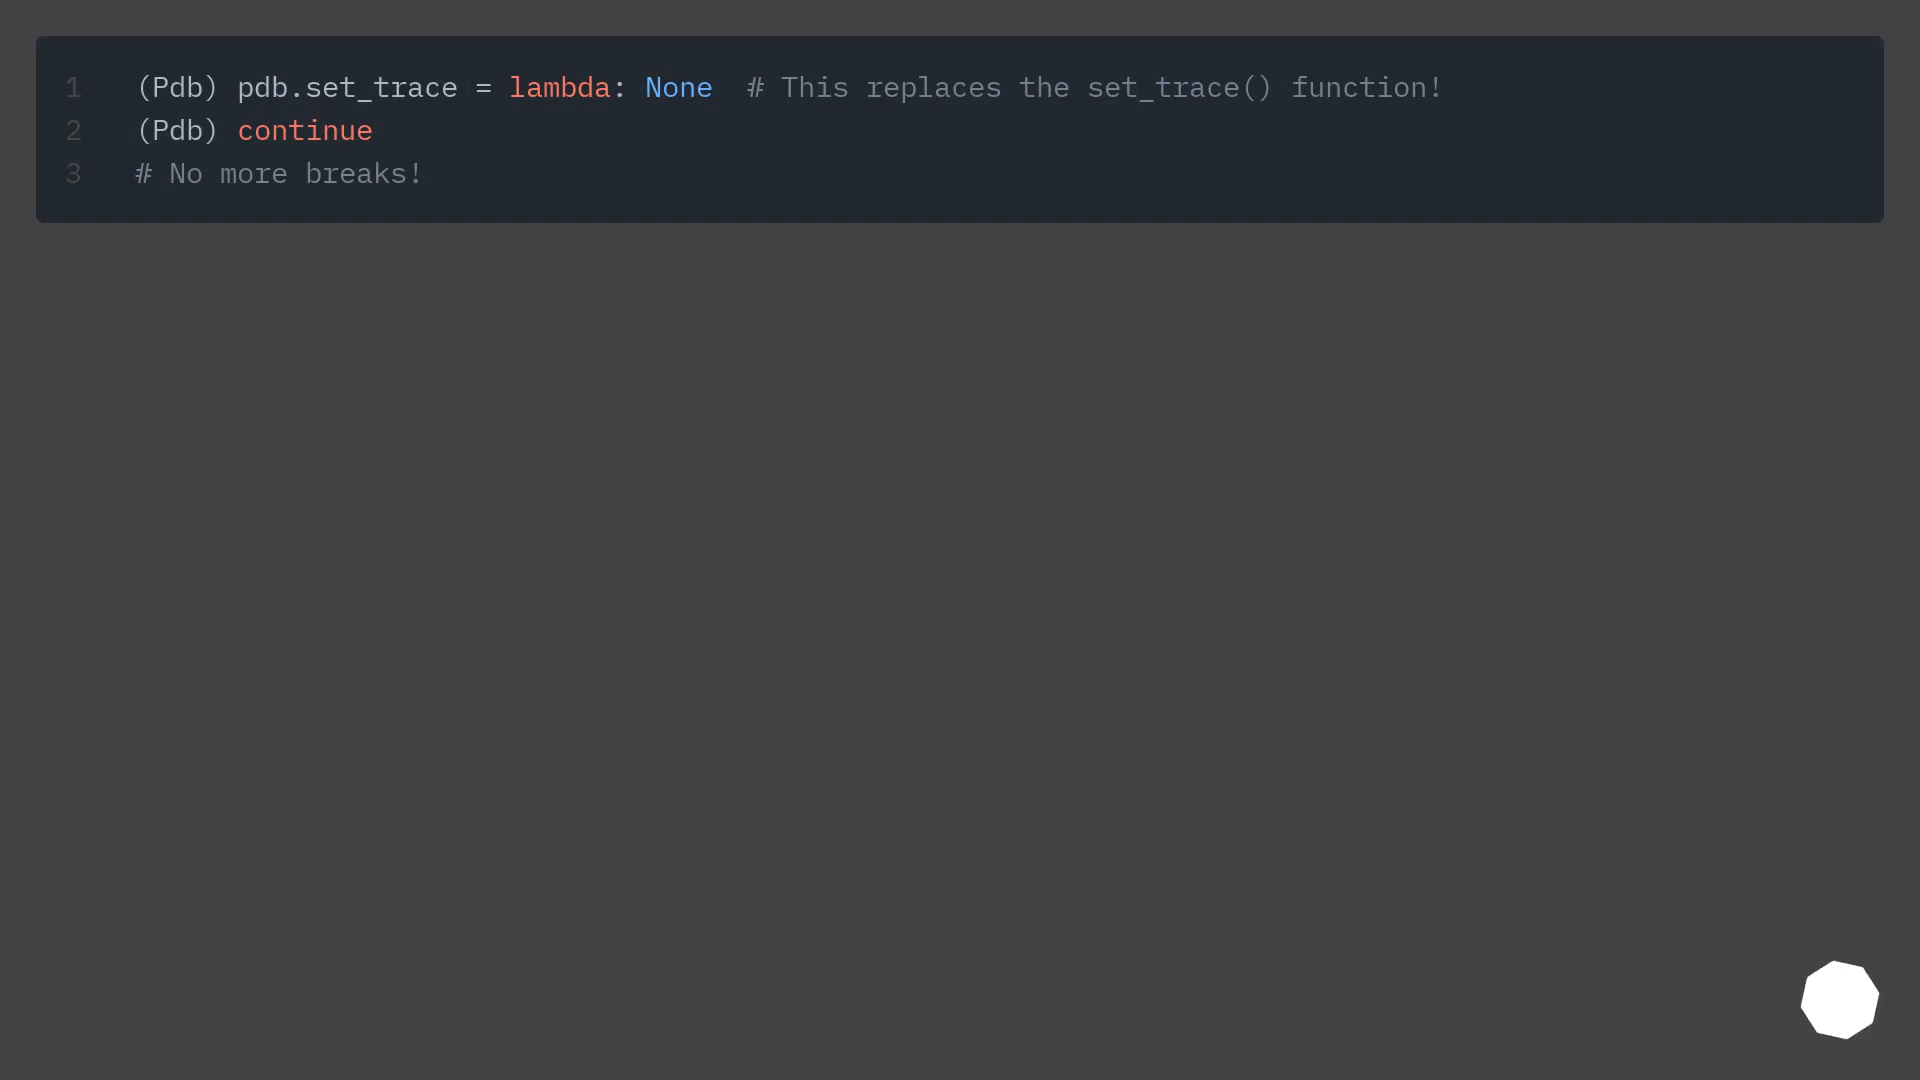 1 (Pdb) pdb.set_trace = lambda: None  # This replaces the set_trace() function!
2 (Pdb) continue
3 # No more breaks!